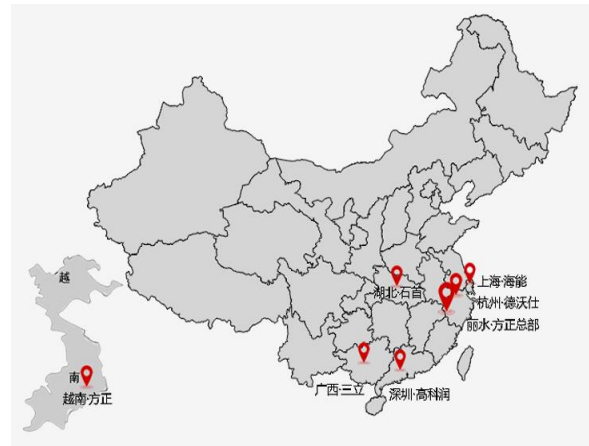 越
上海·海能
湖北·石首
杭州·德沃仕
丽水·方正总部
南
越南·方正
广西·三立
深圳·高科润